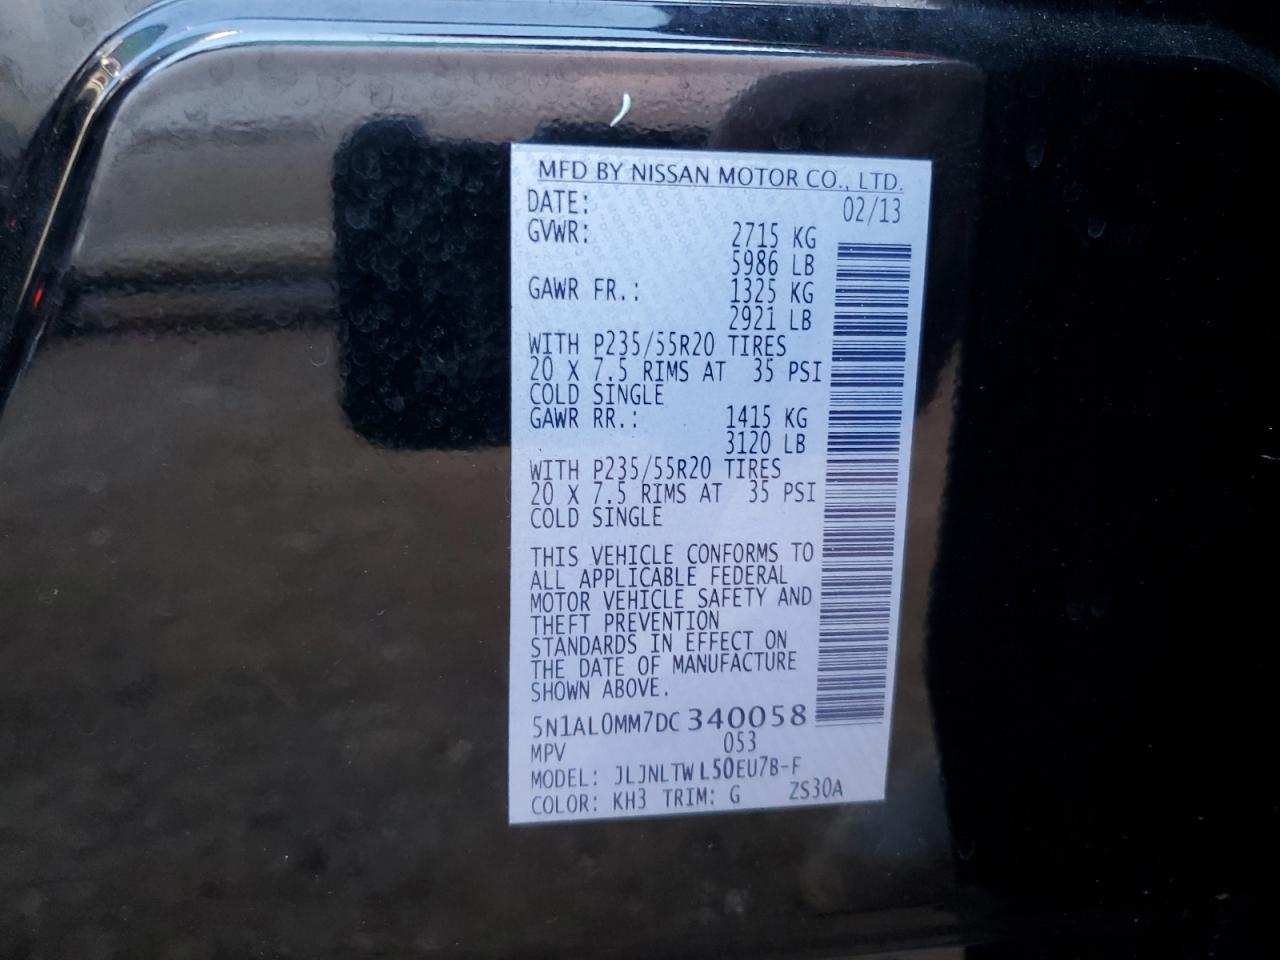 MFD BY NISSAN MOTOR CO., LTD.
DATE: 02/13
GVWR: 2715 KG
5986 LB
GAWR FR.: 1325 KG
2921 LB
WITH P235/55R20 TIRES
20 X 7.5 RIMS AT 35 PSI
COLD SINGLE
GAWR RR.: 1415 KG
3120 LB
WITH P235/55R20 TIRES
20 X 7.5 RIMS AT 35 PSI
COLD SINGLE
THIS VEHICLE CONFORMS TO
ALL APPLICABLE FEDERAL
MOTOR VEHICLE SAFETY AND
THEFT PREVENTION
STANDARDS IN EFFECT ON
THE DATE OF MANUFACTURE
SHOWN ABOVE.
5N1AL0MM7DC340058
MPV 053
MODEL: JLJNLTWL50EU7B-F
COLOR: KH3 TRIM: G ZS30A